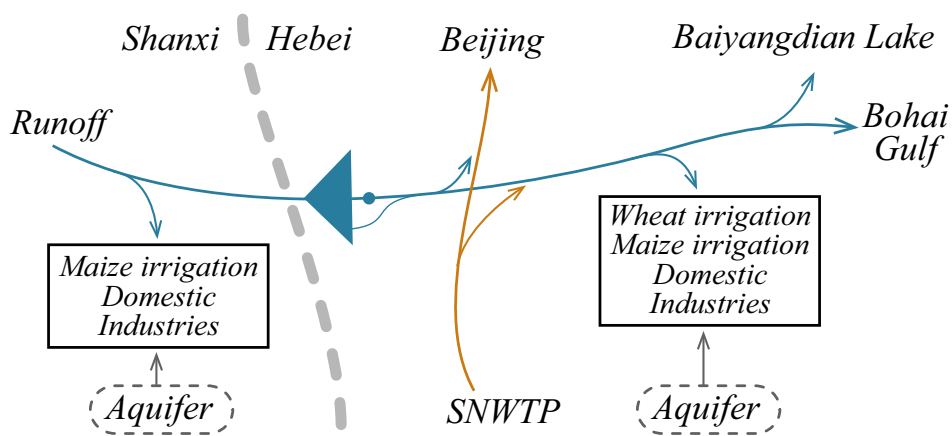 Shanxi
Hebei
Beijing
Baiyangdian Lake
Runoff
Bohai
Gulf
Maize irrigation
Domestic
Industries
Wheat irrigation
Maize irrigation
Domestic
Industries
Aquifer
SNWTP
Aquifer